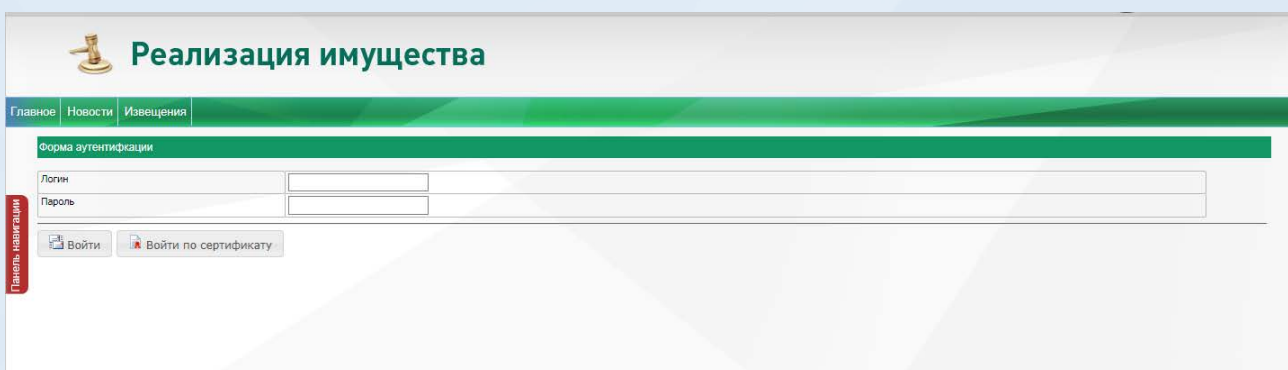 Реализация имущества
Главное Новости Извещения
Форма аутентифкации
Логин
Пароль
Войти Войти по сертификату
Панель навигации